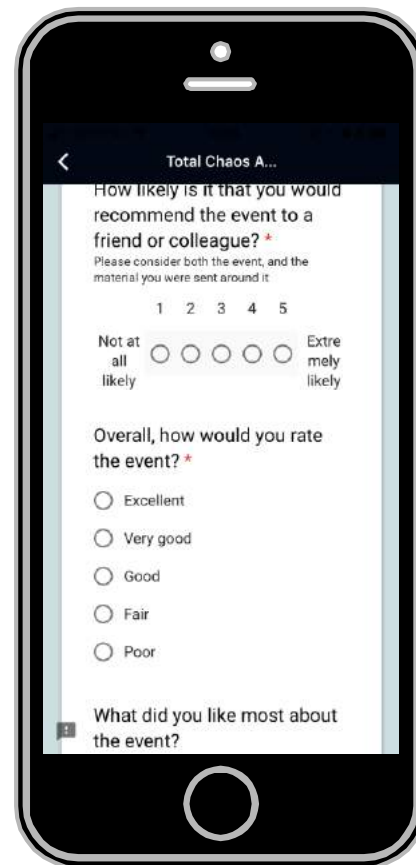 Total Chaos A...
How likely is it that you would
recommend the event to a
friend or colleague? *
Please consider both the event, and the
material you were sent around it
1 2 3 4 5
Not at
all
likely
Extre
mely
likely
Overall, how would you rate
the event? *
Excellent
Very good
Good
Fair
Poor
What did you like most about
the event?